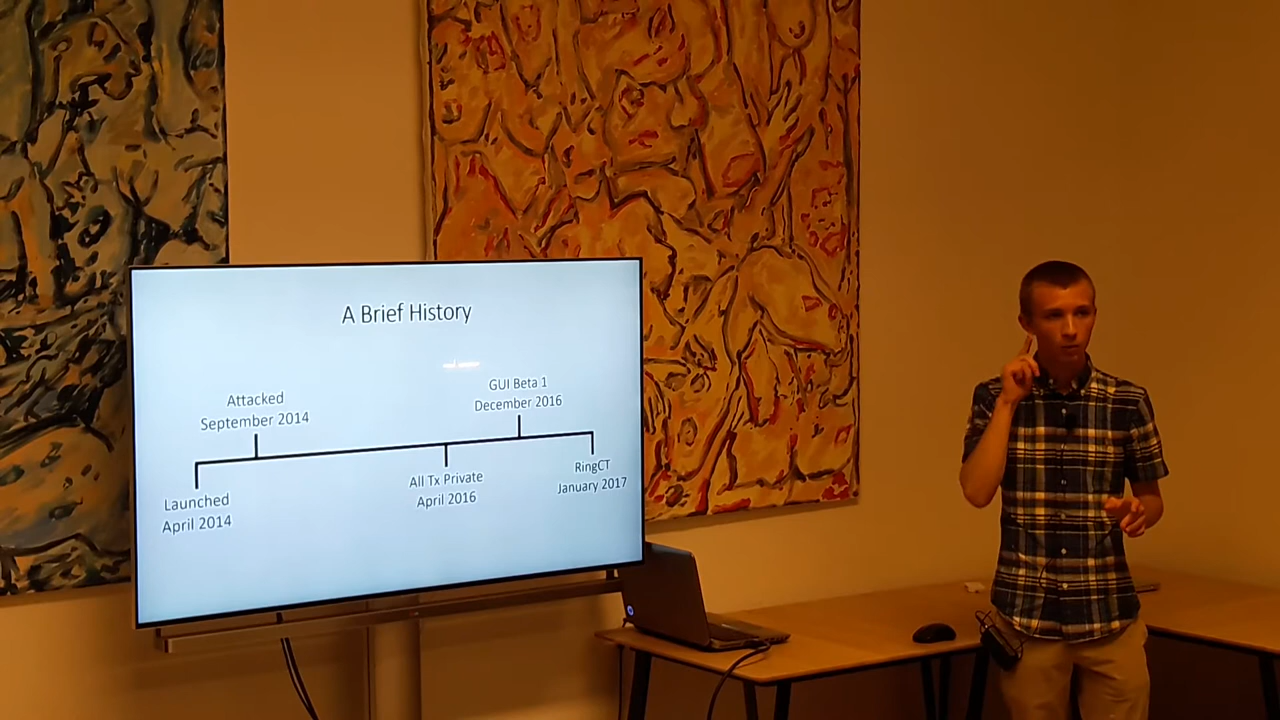 A Brief History
Attacked
September 2014
GUI Beta 1
December 2016
Launched
April 2014
All Tx Private
April 2016
RingCT
January 2017